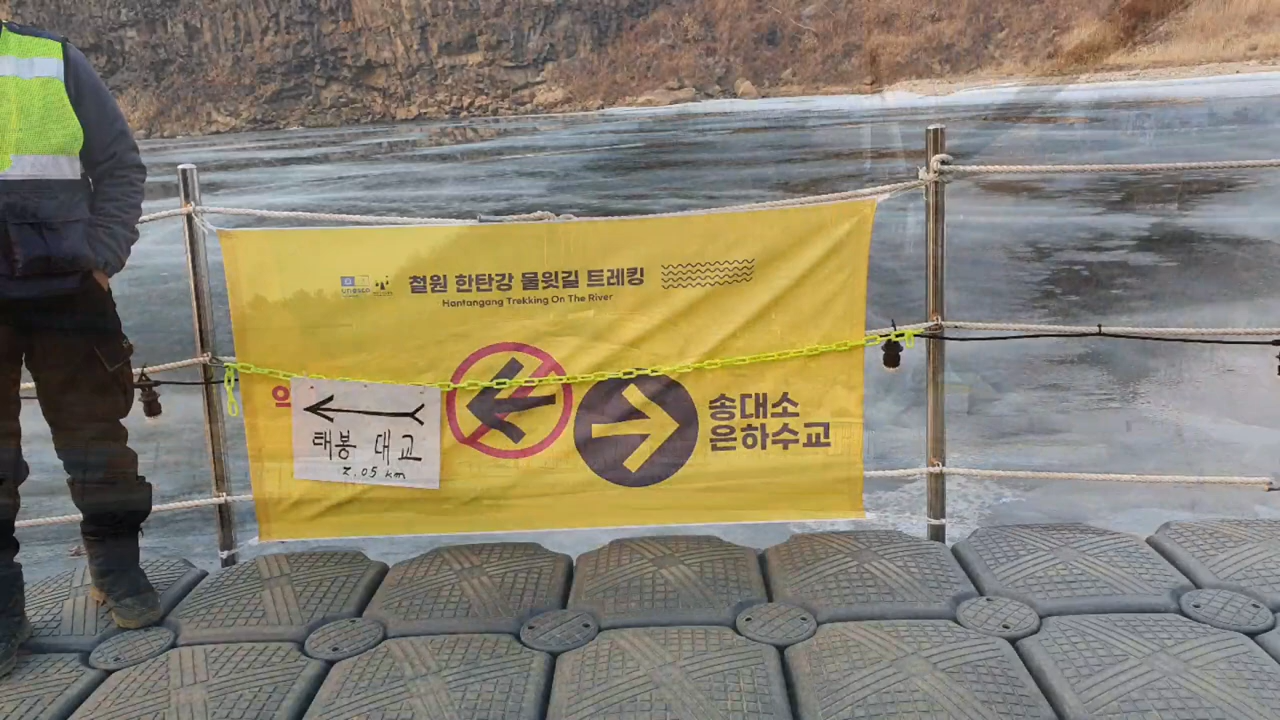 unesco
철원 한탄강 물윗길 트레킹
Hantangang Trekking On The River
태봉 대교
2.05 km
송대소
은하수교